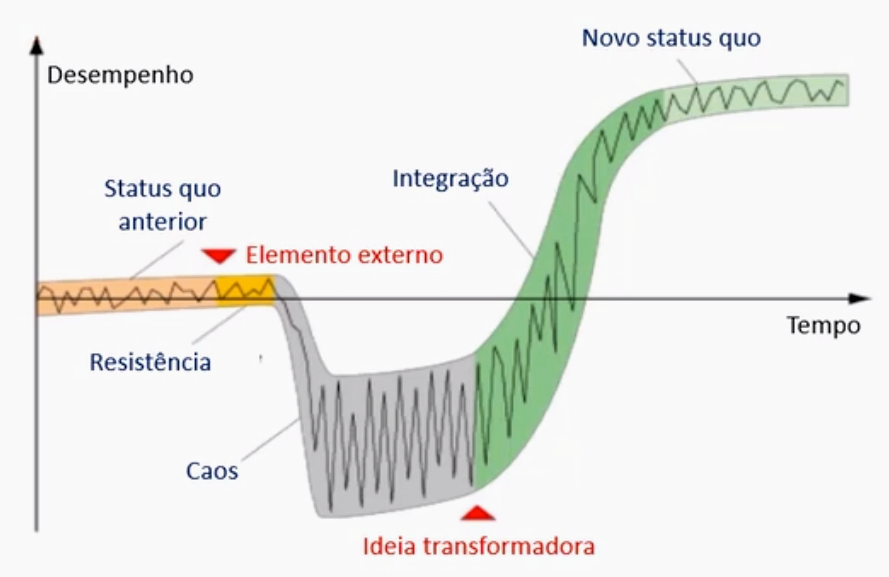 Novo status quo
Desempenho
Integração
Status quo
anterior
Elemento externo
Tempo
Resistência
Caos
Ideia transformadora